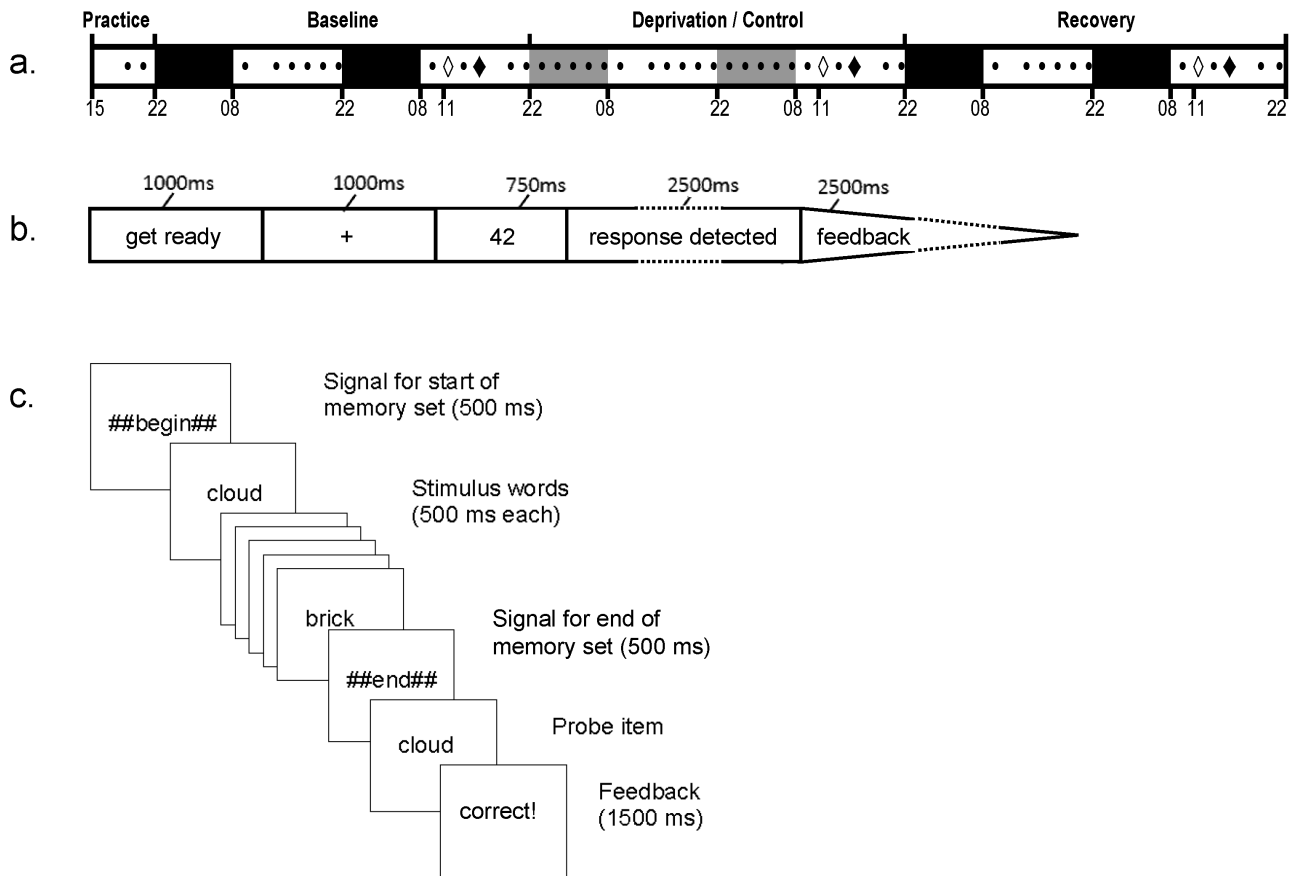 Practice Baseline Deprivation / Control Recovery
a.
15 22 08 22 08 11 22 08 22 08 11 22 08 22 08 11 22
1000ms 1000ms 750ms 2500ms 2500ms
b.
get ready + 42 response detected feedback
c.
##begin##
Signal for start of
memory set (500 ms)
cloud
Stimulus words
(500 ms each)
brick
Signal for end of
memory set (500 ms)
##end##
Probe item
cloud
Feedback
(1500 ms)
correct!